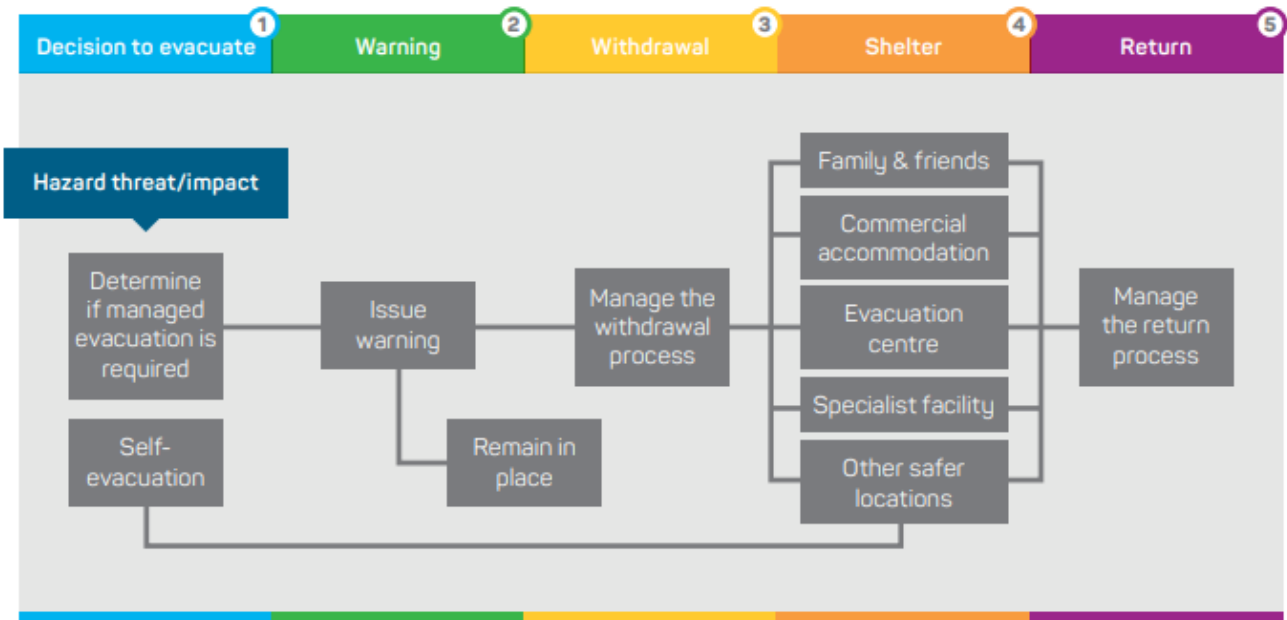 1
2
3
4
5
Decision to evacuate
Warning
Withdrawal
Shelter
Return
Hazard threat/impact
Determine
if managed
evacuation is
required
Self-
evacuation
Issue
warning
Remain in
place
Manage the
withdrawal
process
Family & friends
Commercial
accommodation
Evacuation
centre
Specialist facility
Other safer
locations
Manage
the return
process